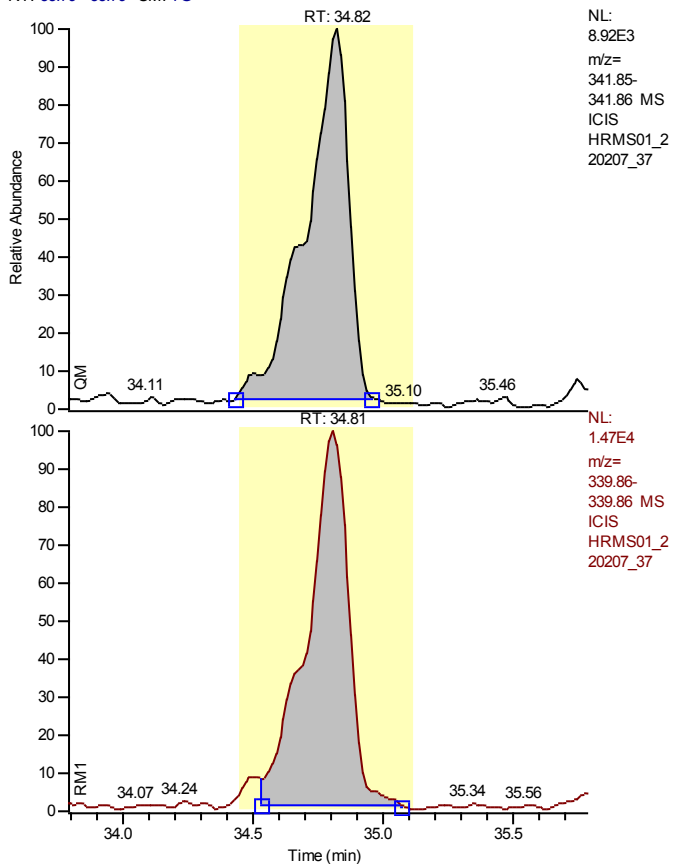 RT: 34.82
NL:
8.92E3
m/z=
341.85-
341.86 MS
ICIS
HRMS01_2
20207_37
100
90
80
70
60
50
40
30
20
10
0
Relative Abundance
QM
34.11
35.10
35.46
RT: 34.81
NL:
1.47E4
m/z=
339.86-
339.86 MS
ICIS
HRMS01_2
20207_37
100
90
80
70
60
50
40
30
20
10
0
RM1
34.07
34.24
35.34
35.56
34.0 34.5 35.0 35.5
Time (min)